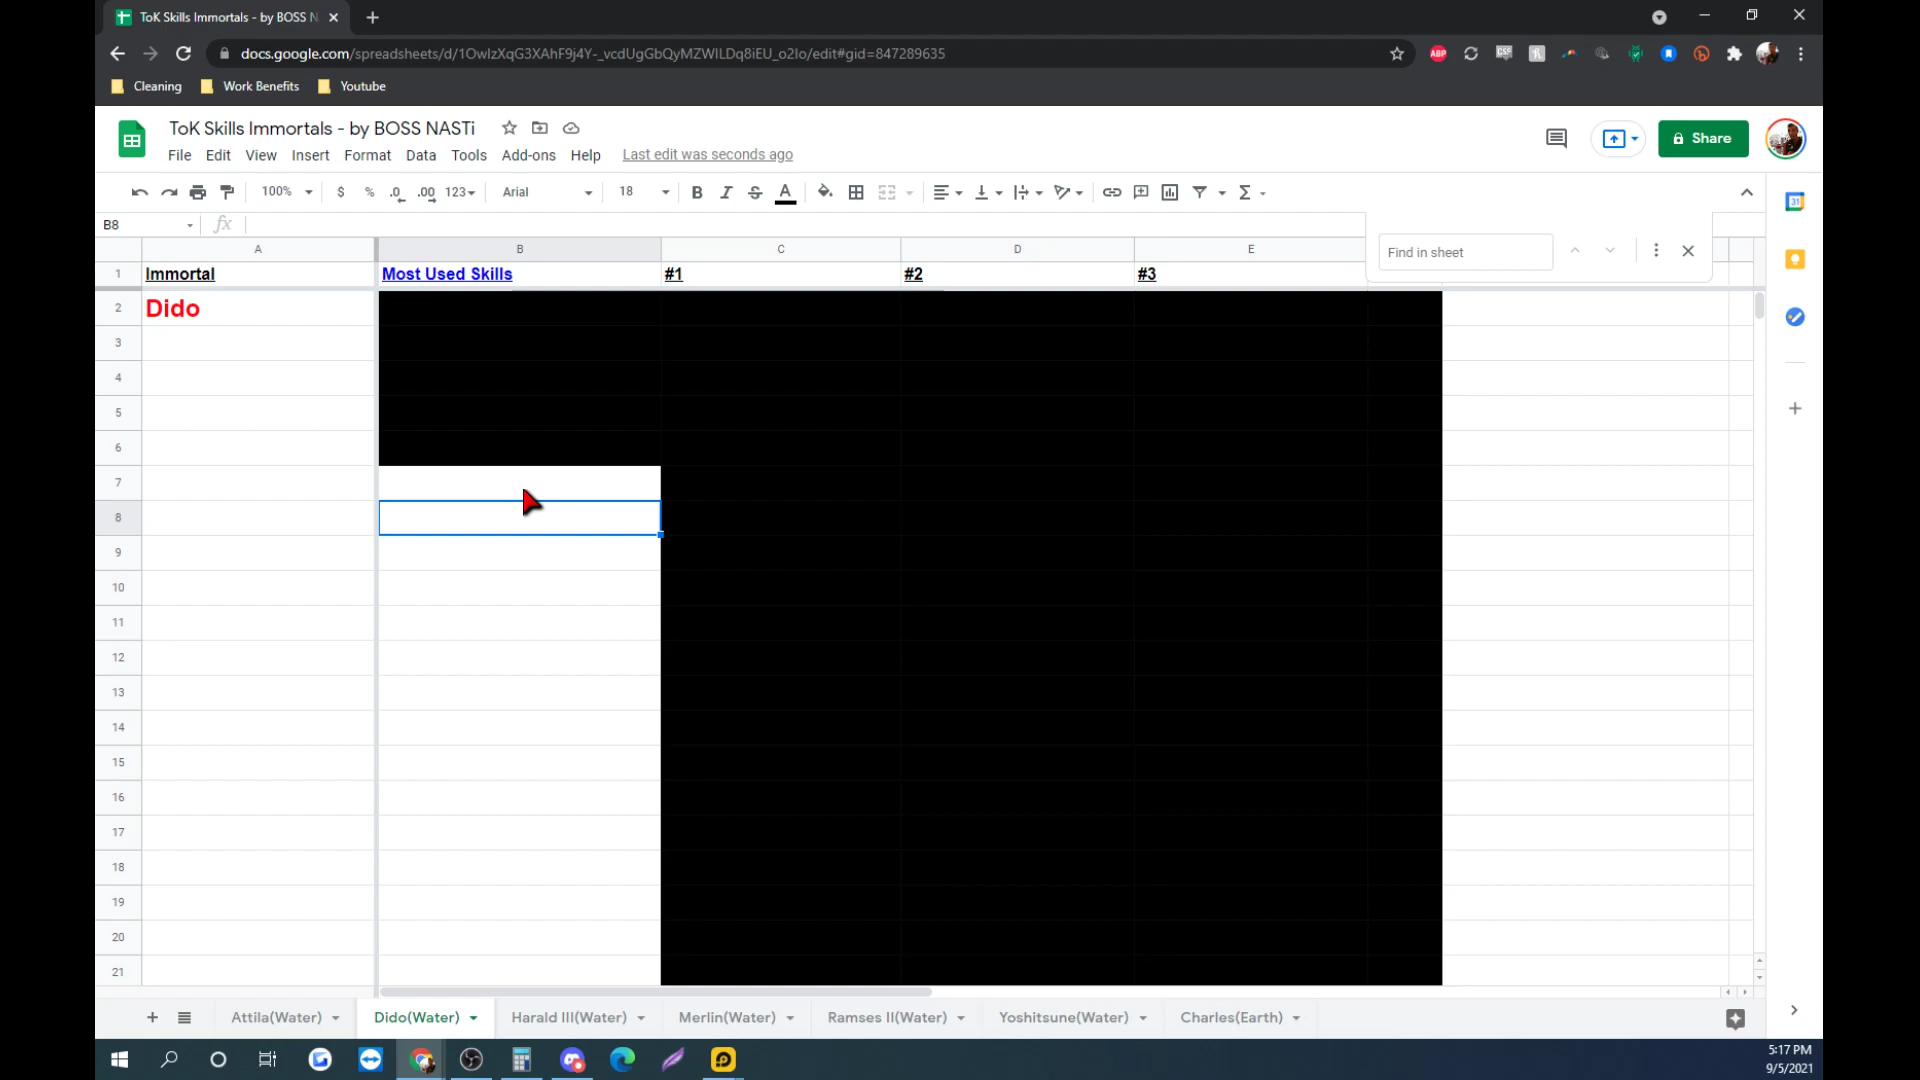 ToK Skills Immortals - by BOSS N
docs.google.com/spreadsheets/d/1OwIzXqG3XAhF9j4Y-_vcdUgGbQyMZWILDq8iEU_o2Io/edit#gid=847289635
Cleaning Work Benefits Youtube
ToK Skills Immortals - by BOSS NASTi
File Edit View Insert Format Data Tools Add-ons Help Last edit was seconds ago
Share
100% $ % .0 .00 123 Arial 18 B I S A
B8 fx
Find in sheet
A B C D E
1 Immortal Most Used Skills #1 #2 #3
2 Dido
3
4
5
6
7
8
9
10
11
12
13
14
15
16
17
18
19
20
21
Attila(Water) Dido(Water) Harald III(Water) Merlin(Water) Ramses II(Water) Yoshitsune(Water) Charles(Earth)
5:17 PM
9/5/2021